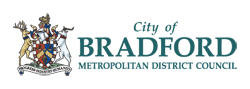 City of
BRADFORD
METROPOLITAN DISTRICT COUNCIL